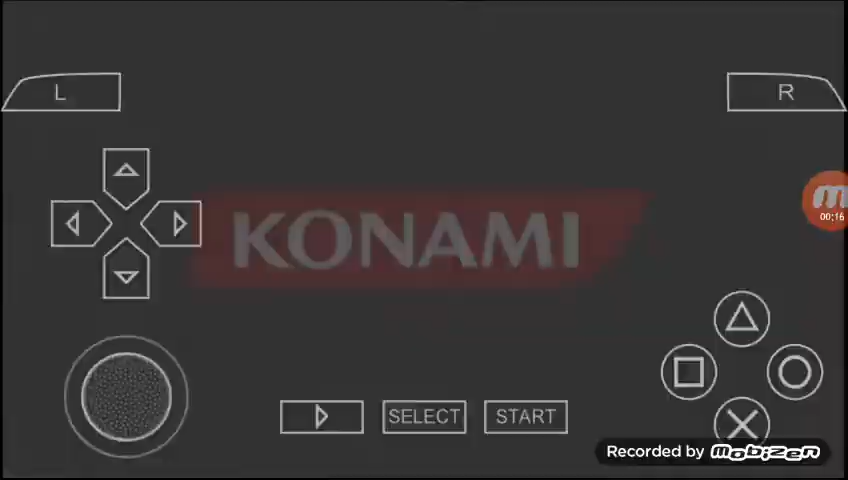 L
R
KONAMI
00:16
SELECT
START
Recorded by mobizen